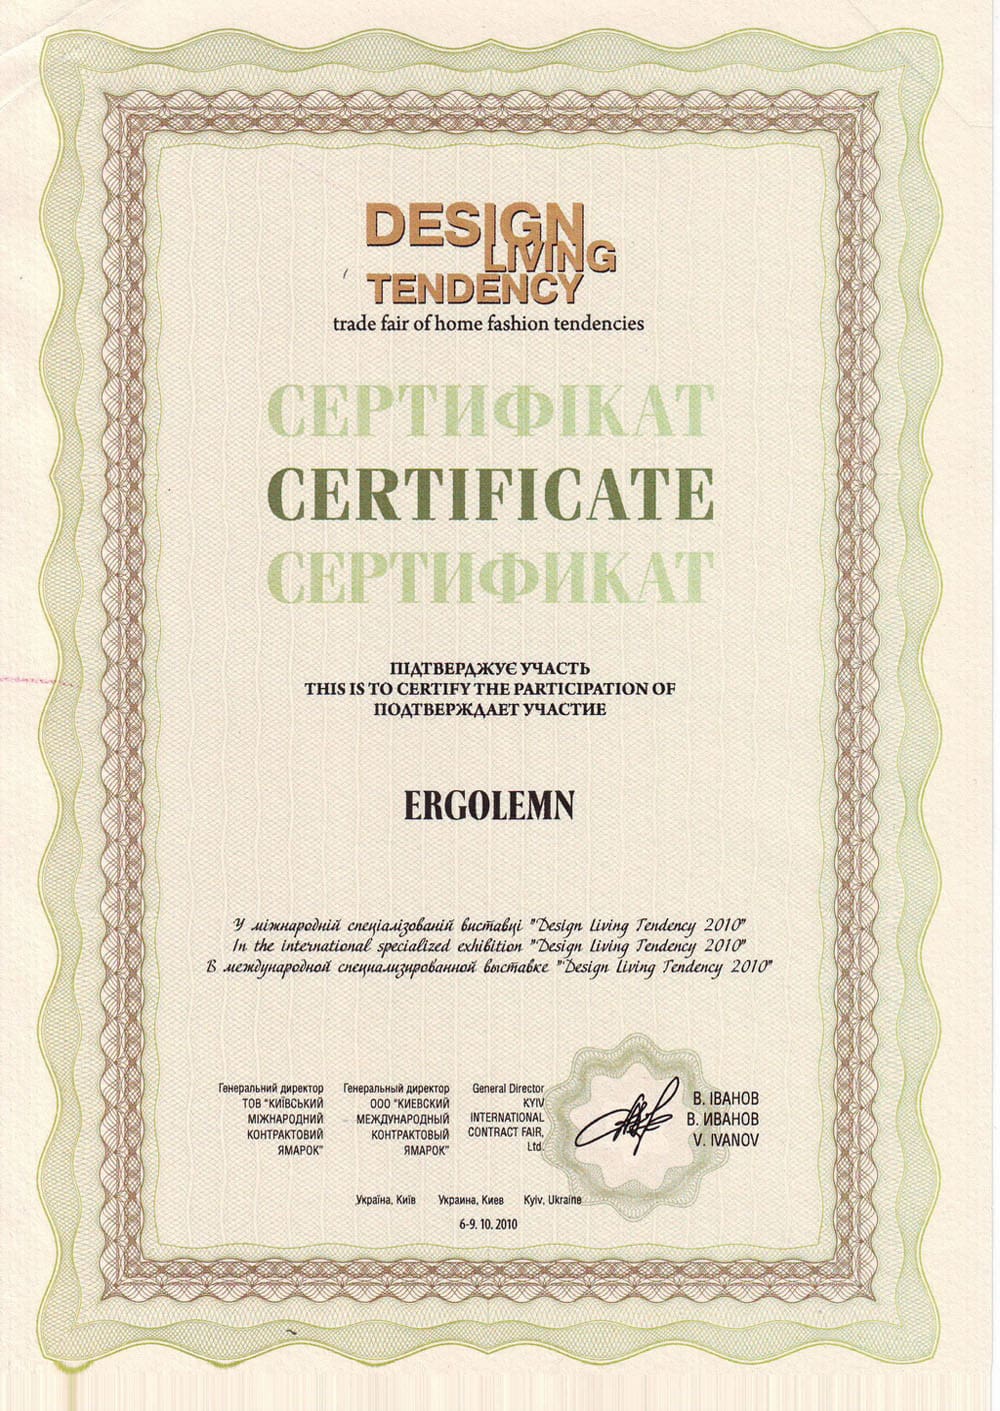 DESIGN
LIVING
TENDENCY
trade fair of home fashion tendencies
СЕРТИФІКАТ
CERTIFICATE
СЕРТИФИКАТ
ПІДТВЕРДЖУЄ УЧАСТЬ
THIS IS TO CERTIFY THE PARTICIPATION OF
ПОДТВЕРЖДАЕТ УЧАСТИЕ
ERGOLEMN
У міжнародній спеціалізованій виставці "Design Living Tendency 2010"
In the international specialized exhibition "Design Living Tendency 2010"
В международной специализированной выставке "Design Living Tendency 2010"
Генеральний директор
ТОВ "КИЇВСЬКИЙ
МІЖНАРОДНИЙ
КОНТРАКТОВИЙ
ЯМАРОК"
Генеральный директор
ООО "КИЕВСКИЙ
МЕЖДУНАРОДНЫЙ
КОНТРАКТОВЫЙ
ЯМАРОК"
General Director
KYIV
INTERNATIONAL
CONTRACT FAIR,
Ltd.
В. ІВАНОВ
В. ИВАНОВ
V. IVANOV
Україна, Київ Украина, Киев Kyiv, Ukraine
6-9. 10. 2010